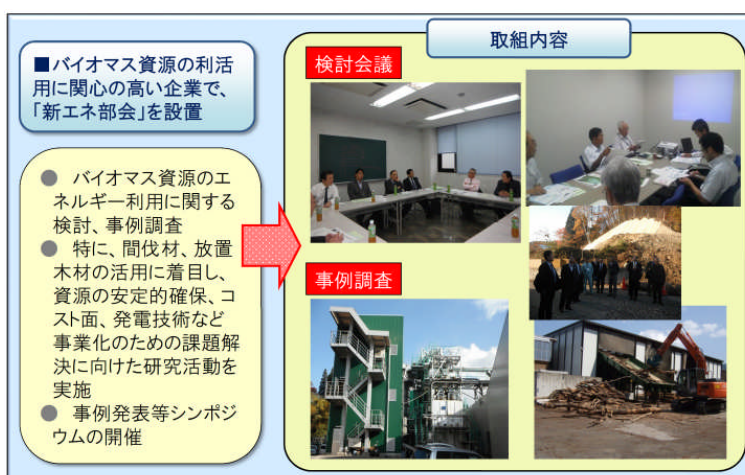 ■バイオマス資源の利活
用に関心の高い企業で、
「新エネ部会」を設置
● バイオマス資源のエ
ネルギー利用に関する
検討、事例調査
● 特に、間伐材、放置
木材の活用に着目し、
資源の安定的確保、コ
スト面、発電技術など
事業化のための課題解
決に向けた研究活動を
実施
● 事例発表等シンポジ
ウムの開催
取組内容
検討会議
事例調査